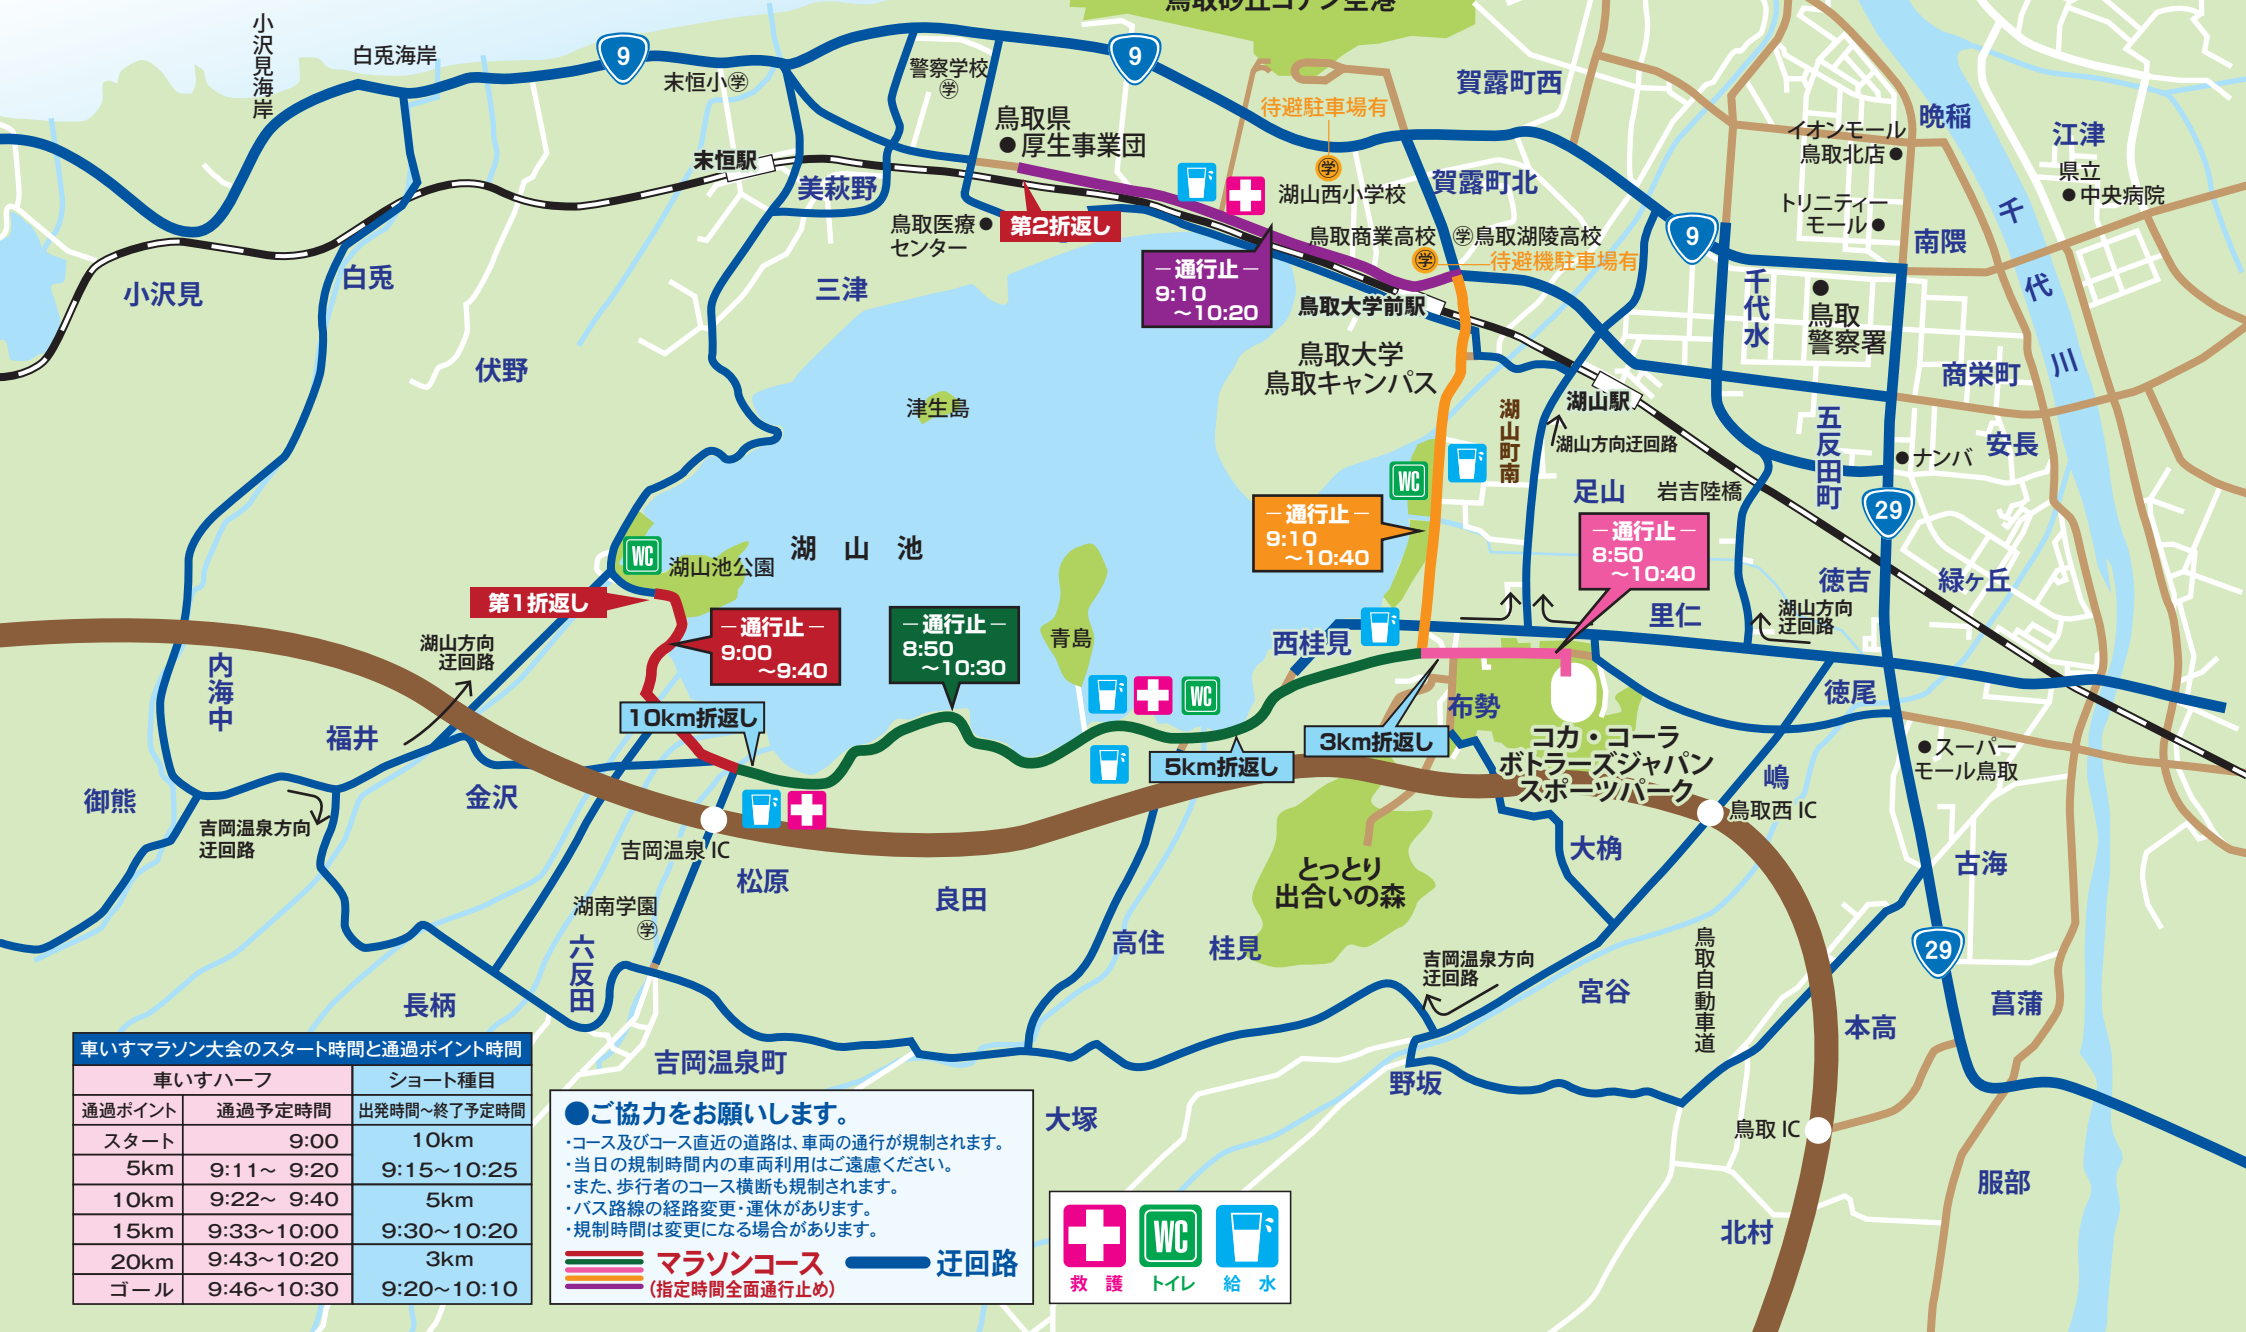 鳥取砂丘コナン空港
小沢見海岸
白兎海岸
9
末恒小㊫
警察学校
㊫
9
賀露町西
待避駐車場有
鳥取県
●厚生事業団
学
湖山西小学校
賀露町北
イオンモール
鳥取北店●
晩稲
江津
県立
●中央病院
トリニティー
モール●
南隈
千代川
末恒駅
美萩野
鳥取医療●
センター
第2折返し
鳥取商業高校
㊫鳥取湖陵高校
学
待避機駐車場有
9
－通行止－
9:10
～10:20
鳥取大学前駅
小沢見
白兎
三津
千代水
●
鳥取
警察署
伏野
鳥取大学
鳥取キャンパス
商栄町
津生島
湖山町南
湖山駅
湖山方向迂回路
五反田町
●ナンバ
安長
WC
足山
岩吉陸橋
29
－通行止－
9:10
～10:40
－通行止－
8:50
～10:40
湖山池
WC
湖山池公園
第1折返し
徳吉
緑ヶ丘
湖山方向
迂回路
－通行止－
9:00
～9:40
－通行止－
8:50
～10:30
青島
西桂見
里仁
湖山方向
迂回路
内海中
福井
10km折返し
WC
布勢
徳尾
3km折返し
5km折返し
コカ・コーラ
ボトラーズジャパン
スポーツパーク
嶋
●スーパー
モール鳥取
御熊
金沢
吉岡温泉方向
迂回路
吉岡温泉 IC
鳥取西 IC
松原
良田
とっとり
出合いの森
大桷
古海
湖南学園
㊫
六反田
高住
桂見
吉岡温泉方向
迂回路
鳥取自動車道
29
長柄
宮谷
菖蒲
本高
吉岡温泉町
野坂
大塚
鳥取 IC
服部
北村
車いすマラソン大会のスタート時間と通過ポイント時間
車いすハーフ ショート種目
通過ポイント 通過予定時間 出発時間～終了予定時間
スタート 9:00 10km
5km 9:11～ 9:20 9:15～10:25
10km 9:22～ 9:40 5km
15km 9:33～10:00 9:30～10:20
20km 9:43～10:20 3km
ゴール 9:46～10:30 9:20～10:10
●ご協力をお願いします。
・コース及びコース直近の道路は、車両の通行が規制されます。
・当日の規制時間内の車両利用はご遠慮ください。
・また、歩行者のコース横断も規制されます。
・バス路線の経路変更・運休があります。
・規制時間は変更になる場合があります。
マラソンコース
(指定時間全面通行止め)
迂回路
WC
救護 トイレ 給水